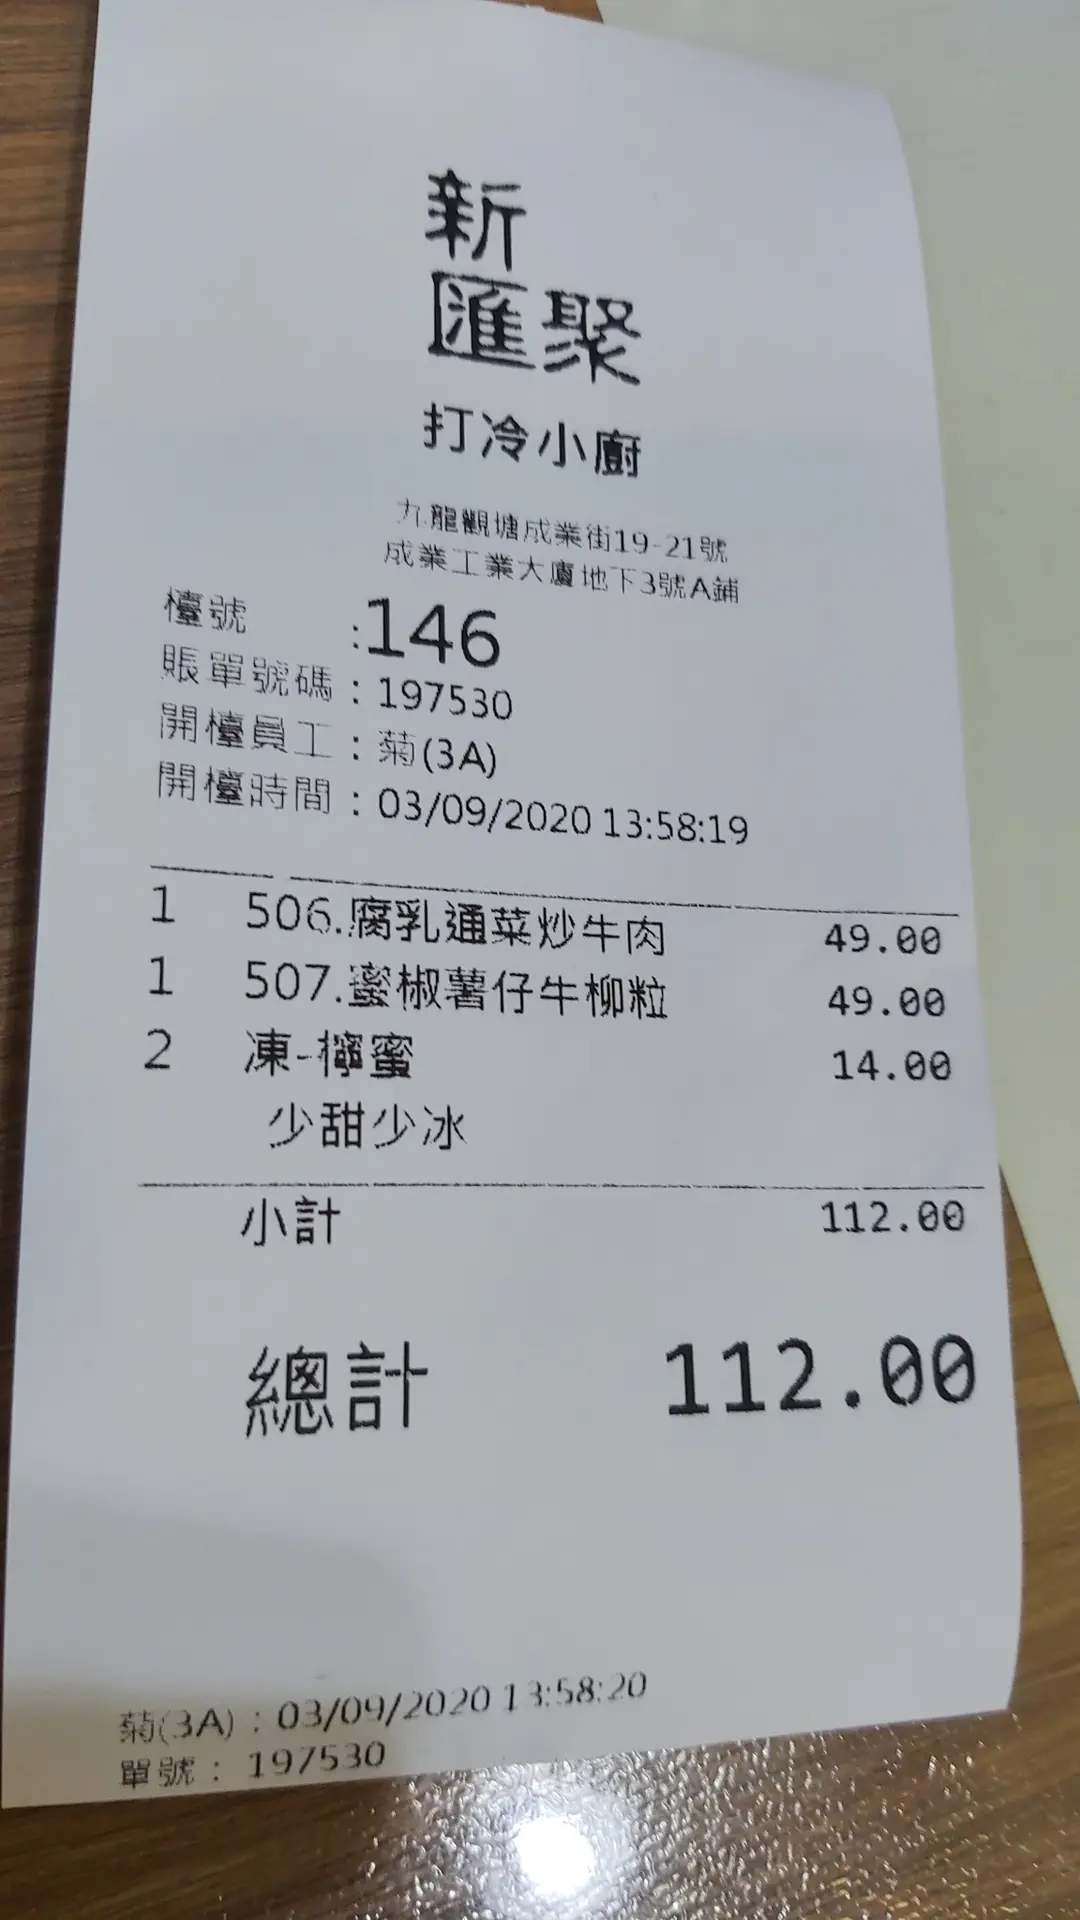 新
匯聚
打冷小廚
九龍觀塘成業街19-21號
成業工業大廈地下3號A鋪
檯號 :146
賬單號碼 : 197530
開檯員工 : 菊(3A)
開檯時間 : 03/09/2020 13:58:19
1 506.腐乳通菜炒牛肉 49.00
1 507.蜜椒薯仔牛柳粒 49.00
2 凍-檸蜜 14.00
少甜少冰
小計 112.00
總計 112.00
菊(3A) : 03/09/2020 13:58:20
單號 : 197530